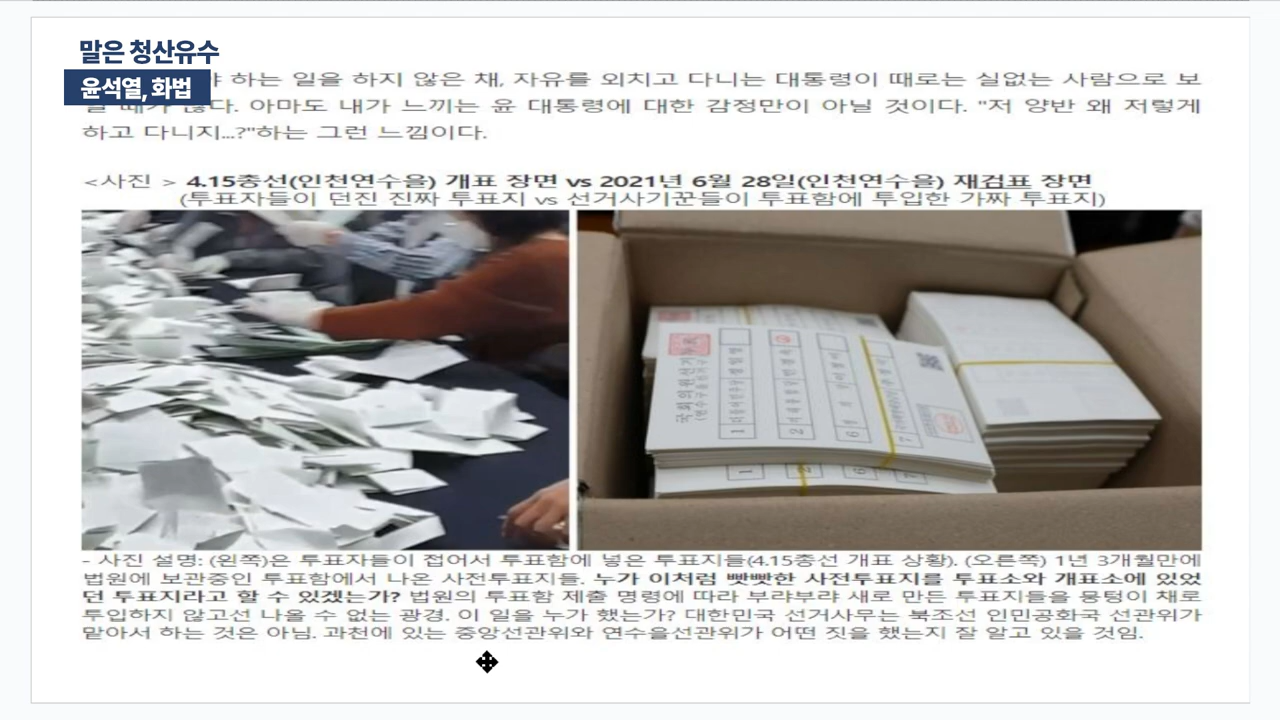 말은 청산유수
윤석열, 화법
하는 일을 하지 않은 채, 자유를 외치고 다니는 대통령이 때로는 실없는 사람으로 보
때가 많다. 아마도 내가 느끼는 윤 대통령에 대한 감정만이 아닐 것이다. "저 양반 왜 저렇게
하고 다니지...?"하는 그런 느낌이다.
<사진 > 4.15총선(인천연수을) 개표 장면 vs 2021년 6월 28일(인천연수을) 재검표 장면
(투표자들이 던진 진짜 투표지 vs 선거사기꾼들이 투표함에 투입한 가짜 투표지)
국회의원선거
1
2
6
7
1
2
6
- 사진 설명: (왼쪽)은 투표자들이 접어서 투표함에 넣은 투표지들(4.15총선 개표 상황). (오른쪽) 1년 3개월만에
법원에 보관중인 투표함에서 나온 사전투표지들. 누가 이처럼 빳빳한 사전투표지를 투표소와 개표소에 있었
던 투표지라고 할 수 있겠는가? 법원의 투표함 제출 명령에 따라 부랴부랴 새로 만든 투표지들을 뭉텅이 채로
투입하지 않고선 나올 수 없는 광경. 이 일을 누가 했는가? 대한민국 선거사무는 북조선 인민공화국 선관위가
맡아서 하는 것은 아님. 과천에 있는 중앙선관위와 연수을선관위가 어떤 짓을 했는지 잘 알고 있을 것임.